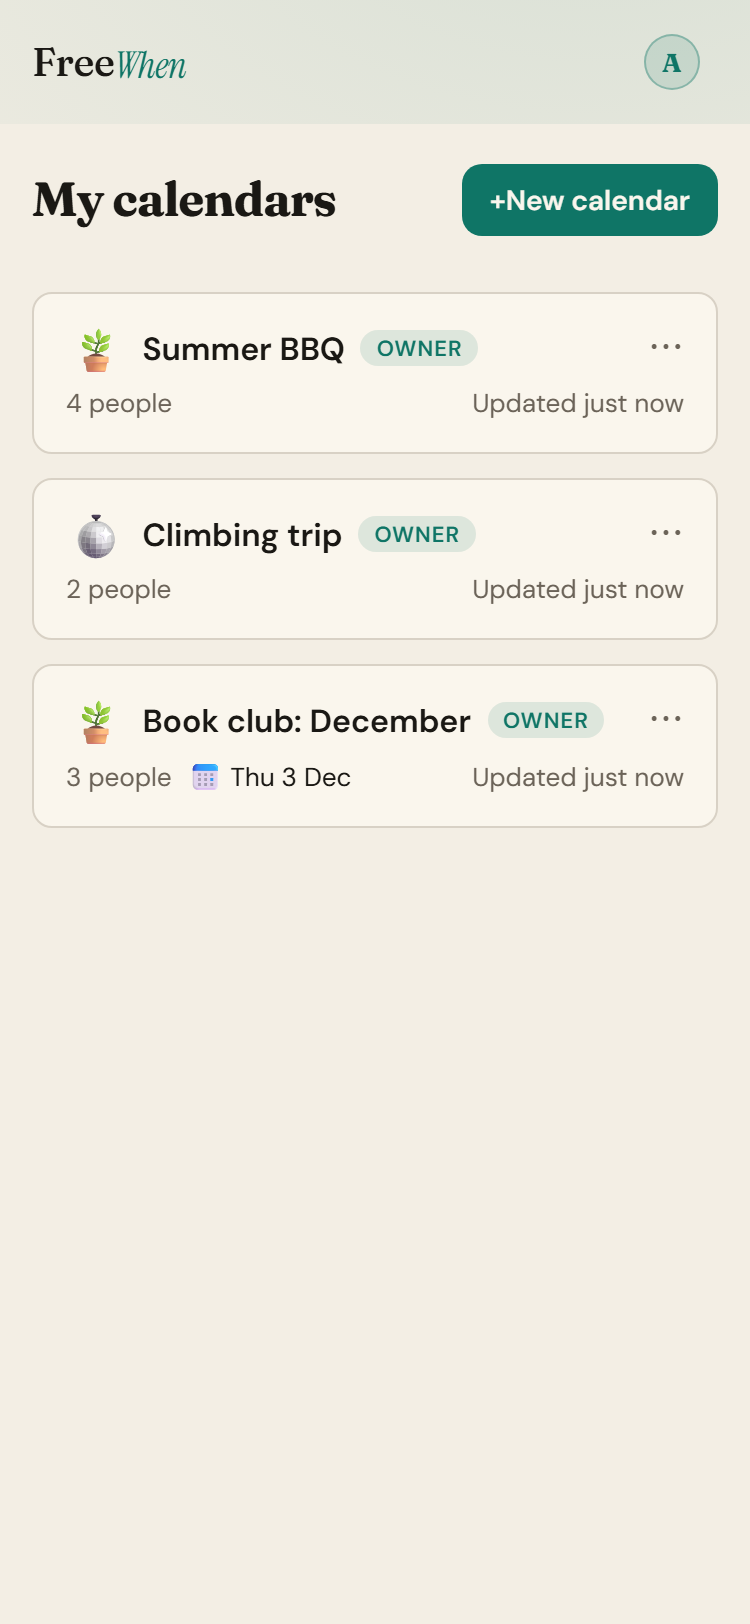 FreeWhen
A
My calendars
+New calendar
Summer BBQ OWNER ...
4 people Updated just now
Climbing trip OWNER ...
2 people Updated just now
Book club: December OWNER ...
3 people Thu 3 Dec Updated just now